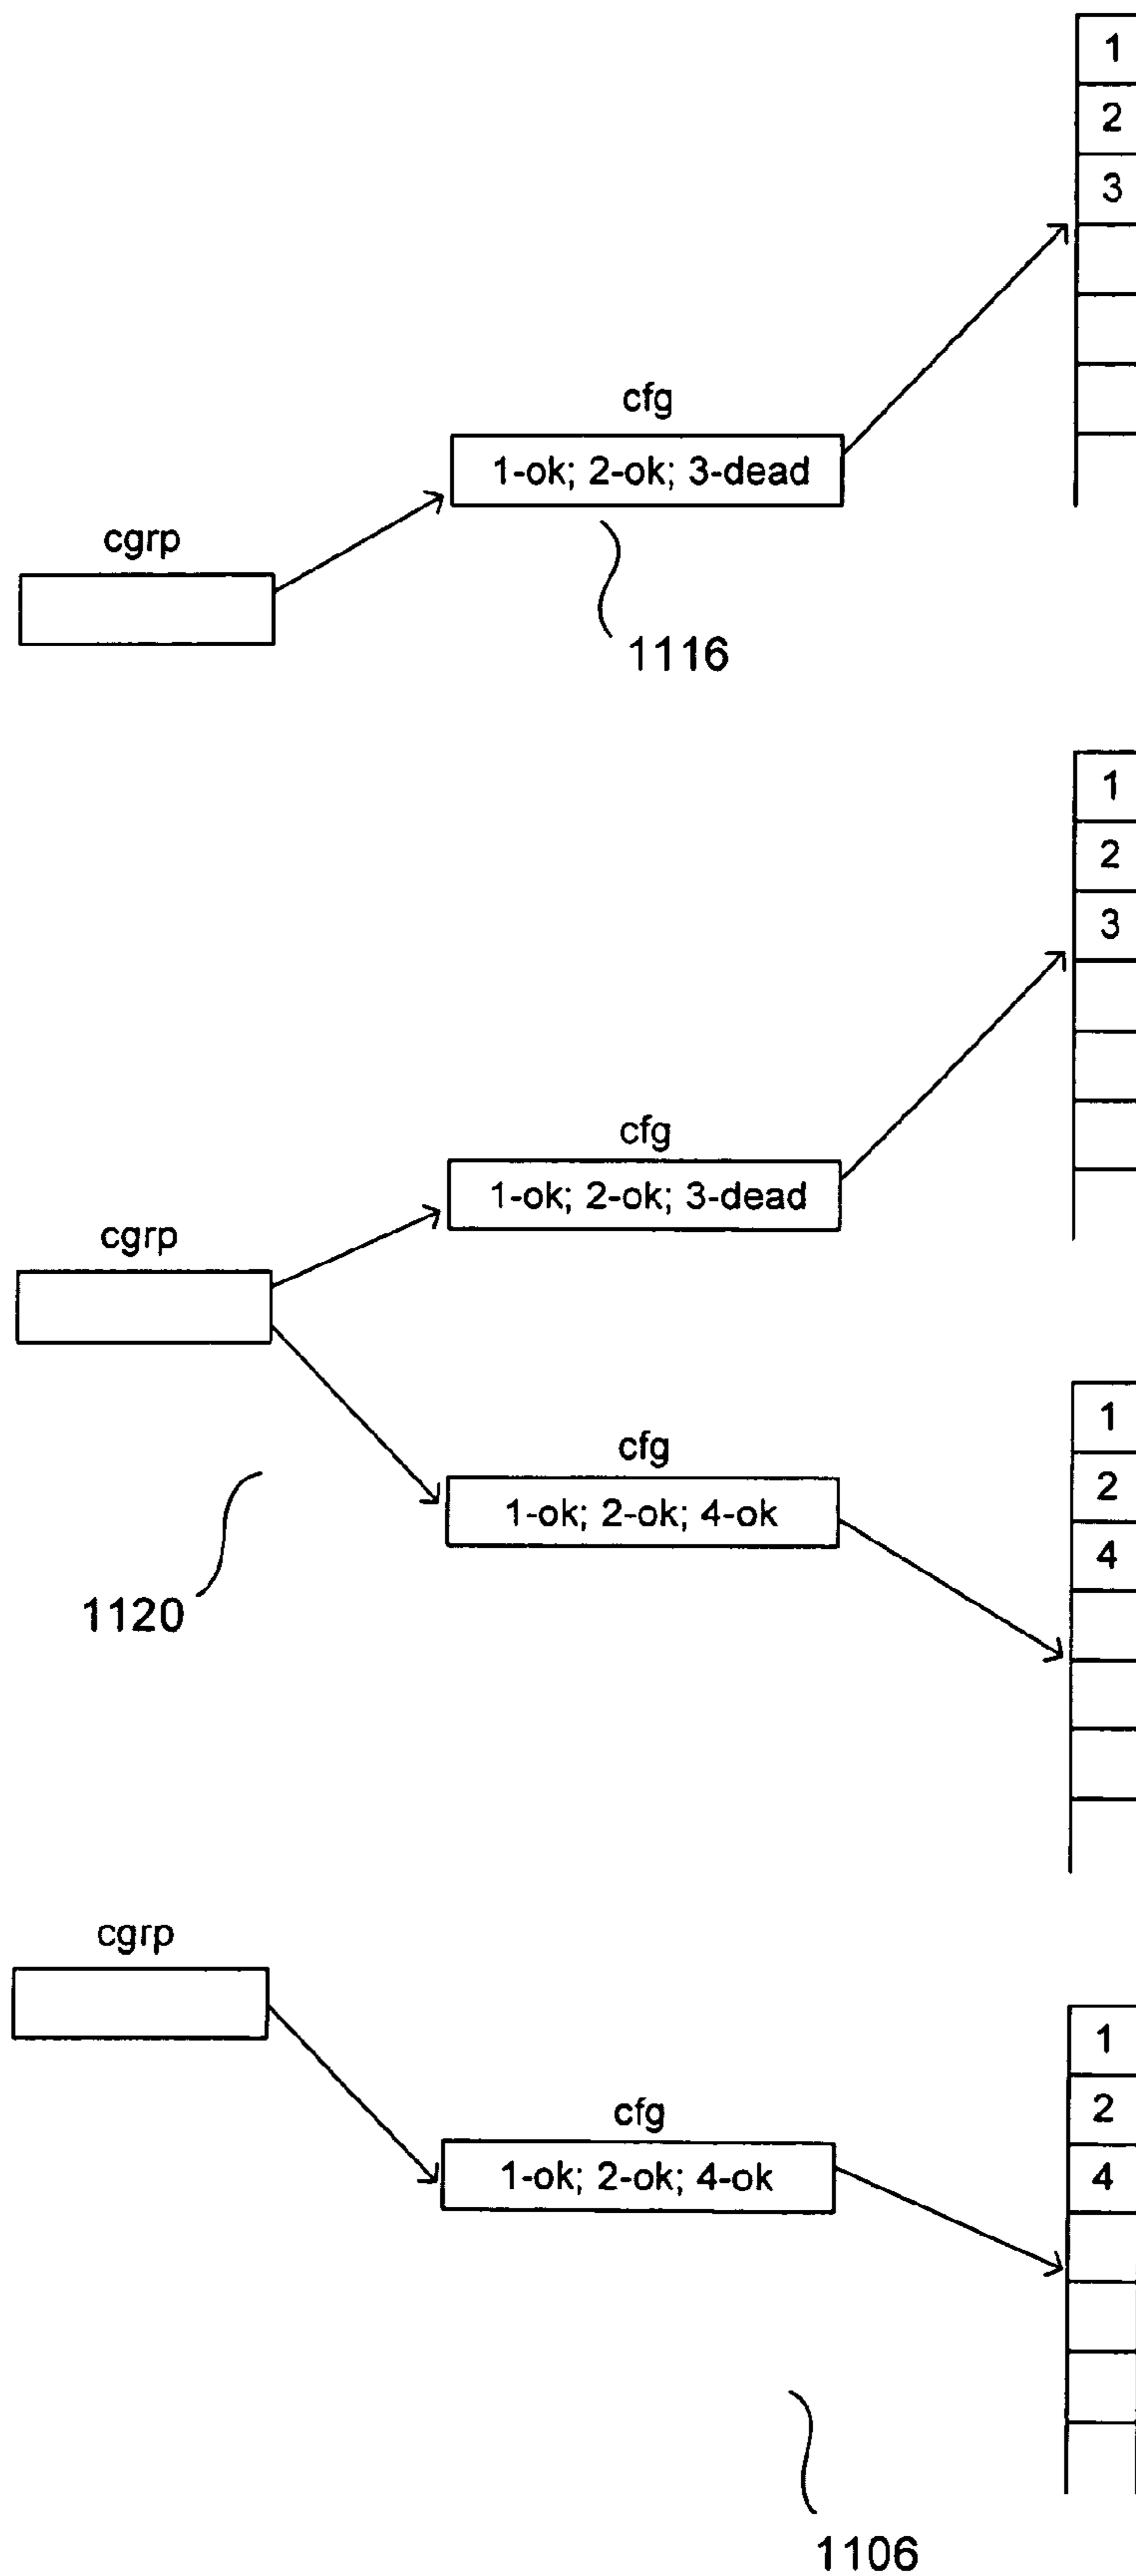 1
2
3
cfg
1-ok; 2-ok; 3-dead
cgrp
1116
1
2
3
cfg
1-ok; 2-ok; 3-dead
cgrp
1
2
4
cfg
1-ok; 2-ok; 4-ok
1120
cgrp
1
2
4
cfg
1-ok; 2-ok; 4-ok
1106